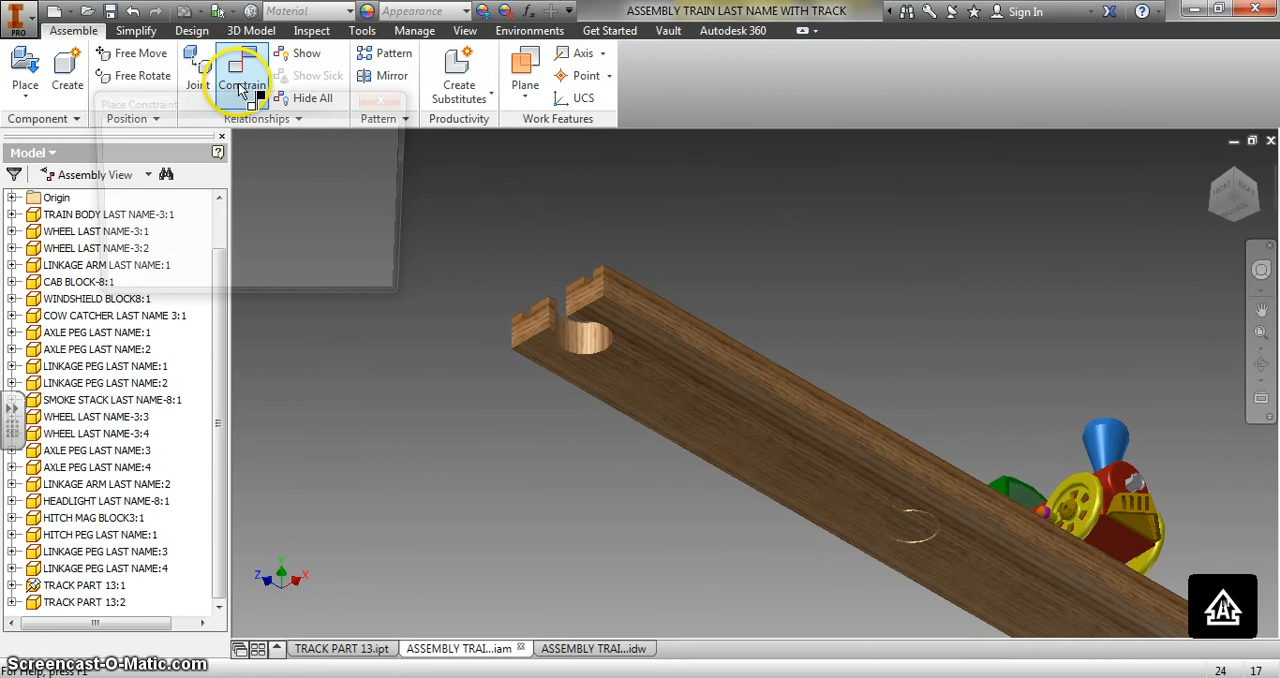 Material
Appearance
fx
ASSEMBLY TRAIN LAST NAME WITH TRACK
Sign In
PRO
Assemble Simplify Design 3D Model Inspect Tools Manage View Environments Get Started Vault Autodesk 360
Place
Create
Free Move
Free Rotate
Joint
Constrain
Show
Show Sick
Hide All
Pattern
Mirror
Create
Substitutes
Plane
Axis
Point
UCS
Place Constraint
Component Position Relationships Pattern Productivity Work Features
Model
Assembly View
Origin
TRAIN BODY LAST NAME-3:1
WHEEL LAST NAME-3:1
WHEEL LAST NAME-3:2
LINKAGE ARM LAST NAME:1
CAB BLOCK-8:1
WINDSHIELD BLOCK8:1
COW CATCHER LAST NAME 3:1
AXLE PEG LAST NAME:1
AXLE PEG LAST NAME:2
LINKAGE PEG LAST NAME:1
LINKAGE PEG LAST NAME:2
SMOKE STACK LAST NAME-8:1
WHEEL LAST NAME-3:3
WHEEL LAST NAME-3:4
AXLE PEG LAST NAME:3
AXLE PEG LAST NAME:4
LINKAGE ARM LAST NAME:2
HEADLIGHT LAST NAME-8:1
HITCH MAG BLOCK3:1
HITCH PEG LAST NAME:1
LINKAGE PEG LAST NAME:3
LINKAGE PEG LAST NAME:4
TRACK PART 13:1
TRACK PART 13:2
FRONT RIGHT
Y
Z X
A
TRACK PART 13.ipt ASSEMBLY TRAI...iam ASSEMBLY TRAI...idw
Screencast-O-Matic.com
For Help, press F1
24 17